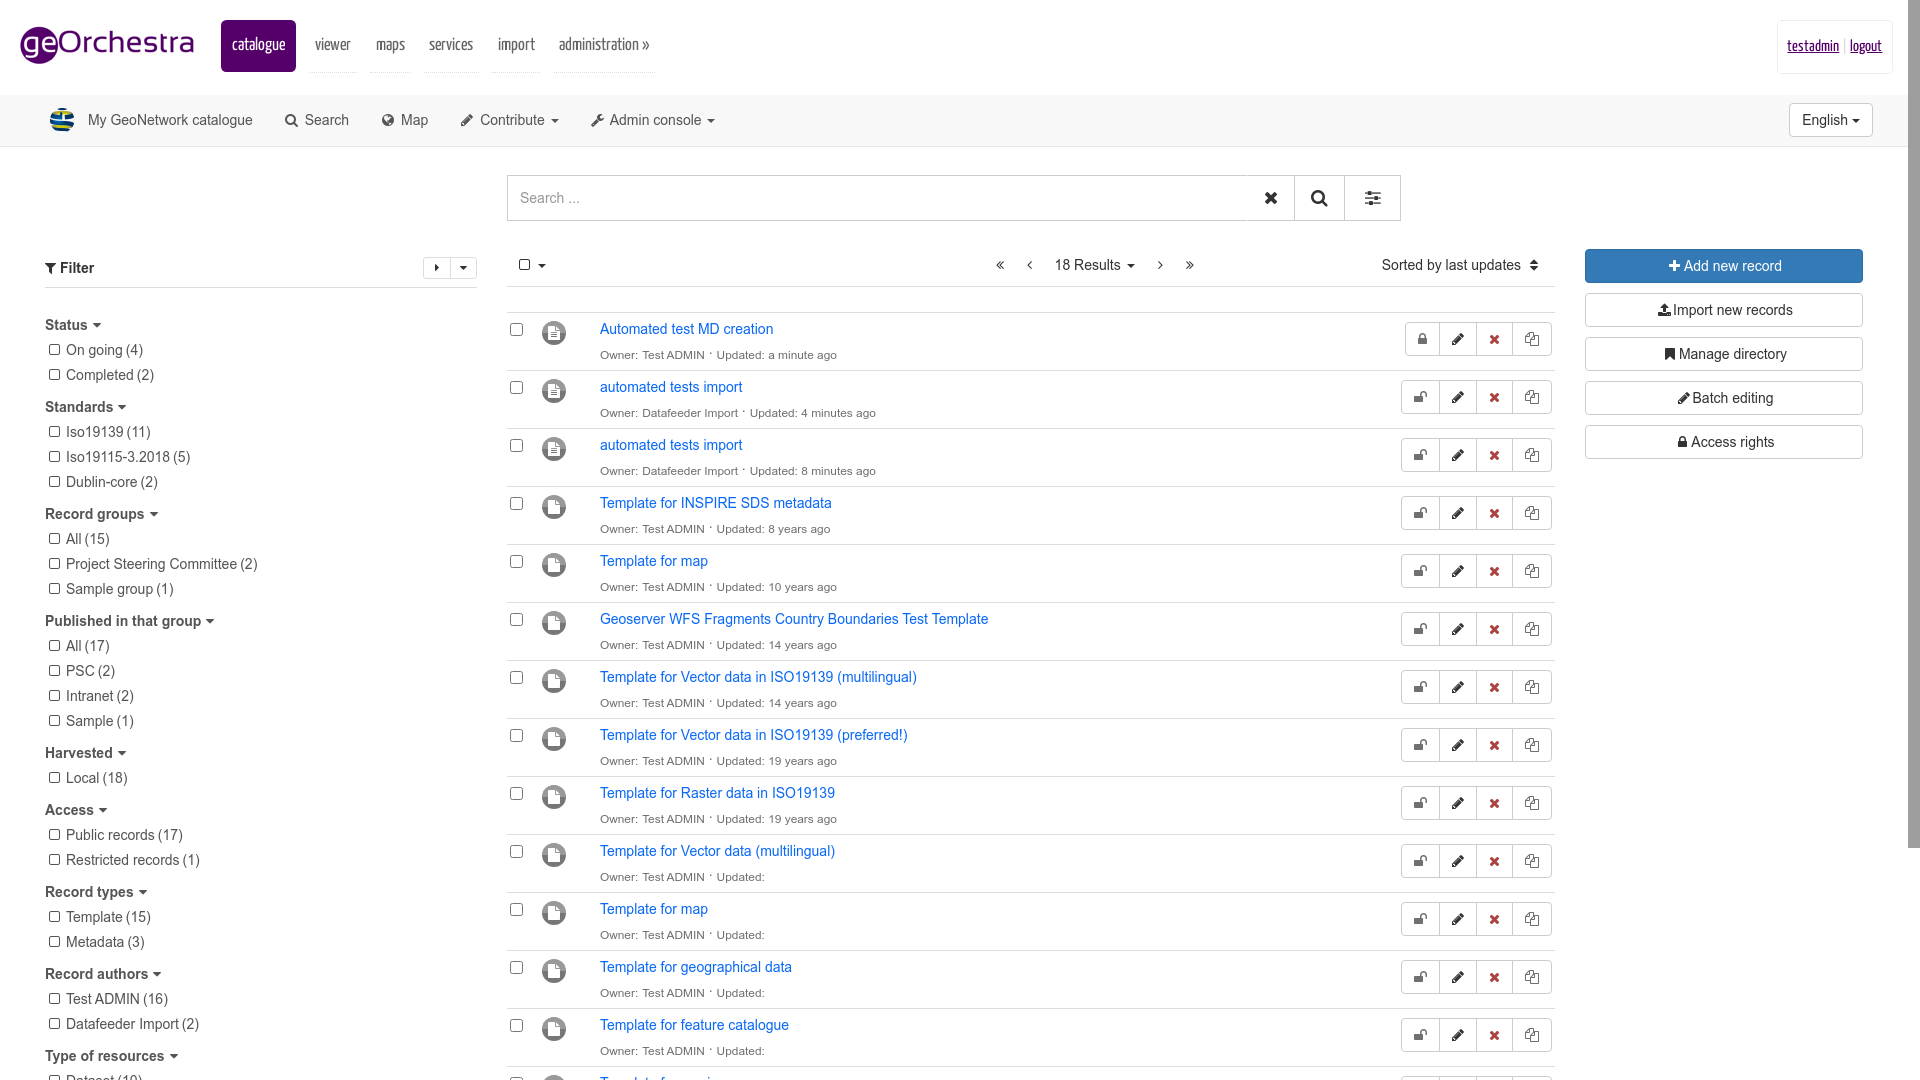 geOrchestra
catalogue
viewer
maps
services
import
administration »
testadmin
logout
My GeoNetwork catalogue
Search
Map
Contribute
Admin console
English
Search ...
Filter
18 Results
Sorted by last updates
Add new record
Import new records
Manage directory
Batch editing
Access rights
Status
On going (4)
Completed (2)
Standards
Iso19139 (11)
Iso19115-3.2018 (5)
Dublin-core (2)
Record groups
All (15)
Project Steering Committee (2)
Sample group (1)
Published in that group
All (17)
PSC (2)
Intranet (2)
Sample (1)
Harvested
Local (18)
Access
Public records (17)
Restricted records (1)
Record types
Template (15)
Metadata (3)
Record authors
Test ADMIN (16)
Datafeeder Import (2)
Type of resources
Automated test MD creation
Owner: Test ADMIN · Updated: a minute ago
automated tests import
Owner: Datafeeder Import · Updated: 4 minutes ago
automated tests import
Owner: Datafeeder Import · Updated: 8 minutes ago
Template for INSPIRE SDS metadata
Owner: Test ADMIN · Updated: 8 years ago
Template for map
Owner: Test ADMIN · Updated: 10 years ago
Geoserver WFS Fragments Country Boundaries Test Template
Owner: Test ADMIN · Updated: 14 years ago
Template for Vector data in ISO19139 (multilingual)
Owner: Test ADMIN · Updated: 14 years ago
Template for Vector data in ISO19139 (preferred!)
Owner: Test ADMIN · Updated: 19 years ago
Template for Raster data in ISO19139
Owner: Test ADMIN · Updated: 19 years ago
Template for Vector data (multilingual)
Owner: Test ADMIN · Updated:
Template for map
Owner: Test ADMIN · Updated:
Template for geographical data
Owner: Test ADMIN · Updated:
Template for feature catalogue
Owner: Test ADMIN · Updated: